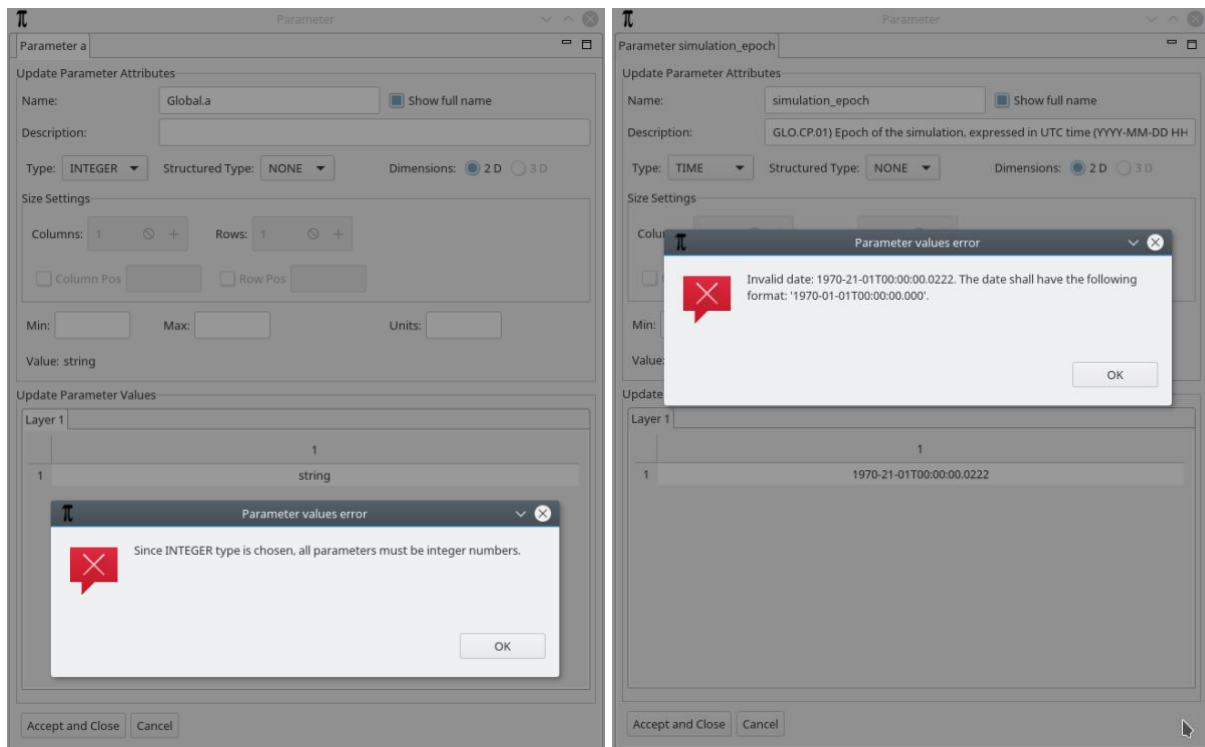 Parameter
Parameter a
Update Parameter Attributes
Name: Global.a Show full name
Description:
Type: INTEGER Structured Type: NONE Dimensions: 2 D 3 D
Size Settings
Columns: 1 Rows: 1
Column Pos Row Pos
Min: Max: Units:
Value: string
Update Parameter Values
Layer 1
1
1 string
Parameter values error
Since INTEGER type is chosen, all parameters must be integer numbers.
OK
Accept and Close Cancel
Parameter
Parameter simulation_epoch
Update Parameter Attributes
Name: simulation_epoch Show full name
Description: GLO.CP.01) Epoch of the simulation, expressed in UTC time (YYYY-MM-DD HH
Type: TIME Structured Type: NONE Dimensions: 2 D 3 D
Size Settings
Colu
Parameter values error
Invalid date: 1970-21-01T00:00:00.0222. The date shall have the following
format: '1970-01-01T00:00:00.000'.
OK
Min:
Value:
Update
Layer 1
1
1 1970-21-01T00:00:00.0222
Accept and Close Cancel